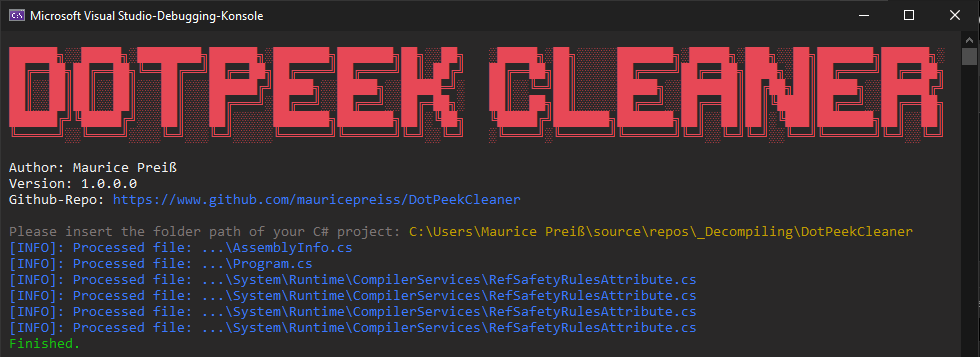 Microsoft Visual Studio-Debugging-Konsole
DOTPEEK CLEANER
Author: Maurice Preiß
Version: 1.0.0.0
Github-Repo: https://www.github.com/mauricepreiss/DotPeekCleaner
Please insert the folder path of your C# project: C:\Users\Maurice Preiß\source\repos\_Decompiling\DotPeekCleaner
[INFO]: Processed file: ...\AssemblyInfo.cs
[INFO]: Processed file: ...\Program.cs
[INFO]: Processed file: ...\System\Runtime\CompilerServices\RefSafetyRulesAttribute.cs
[INFO]: Processed file: ...\System\Runtime\CompilerServices\RefSafetyRulesAttribute.cs
[INFO]: Processed file: ...\System\Runtime\CompilerServices\RefSafetyRulesAttribute.cs
[INFO]: Processed file: ...\System\Runtime\CompilerServices\RefSafetyRulesAttribute.cs
Finished.